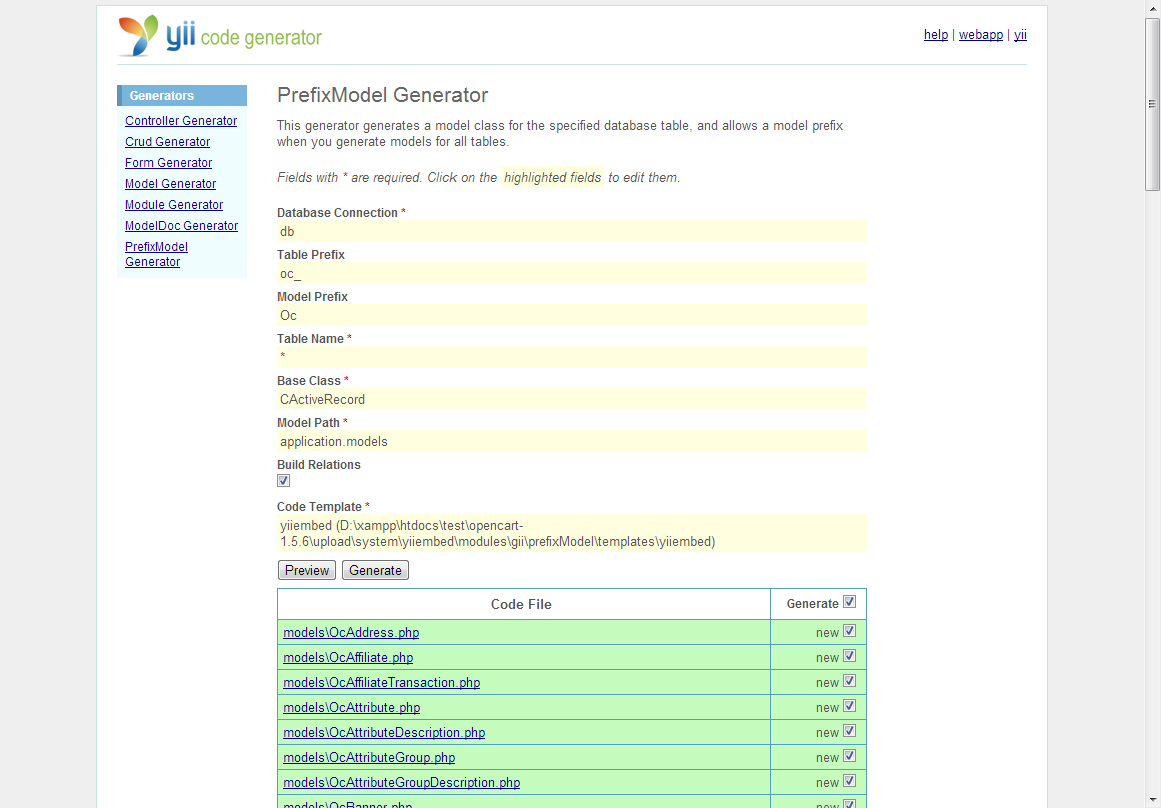 yii code generator
help | webapp | yii
Generators
Controller Generator
Crud Generator
Form Generator
Model Generator
Module Generator
ModelDoc Generator
PrefixModel
Generator
PrefixModel Generator
This generator generates a model class for the specified database table, and allows a model prefix
when you generate models for all tables.
Fields with * are required. Click on the highlighted fields to edit them.
Database Connection *
db
Table Prefix
oc_
Model Prefix
Oc
Table Name *
*
Base Class *
CActiveRecord
Model Path *
application.models
Build Relations
Code Template *
yiiembed (D:\xampp\htdocs\test\opencart-
1.5.6\upload\system\yiiembed\modules\gii\prefixModel\templates\yiiembed)
Preview Generate
Code File Generate
models\OcAddress.php new
models\OcAffiliate.php new
models\OcAffiliateTransaction.php new
models\OcAttribute.php new
models\OcAttributeDescription.php new
models\OcAttributeGroup.php new
models\OcAttributeGroupDescription.php new
models\OcBanner.php new